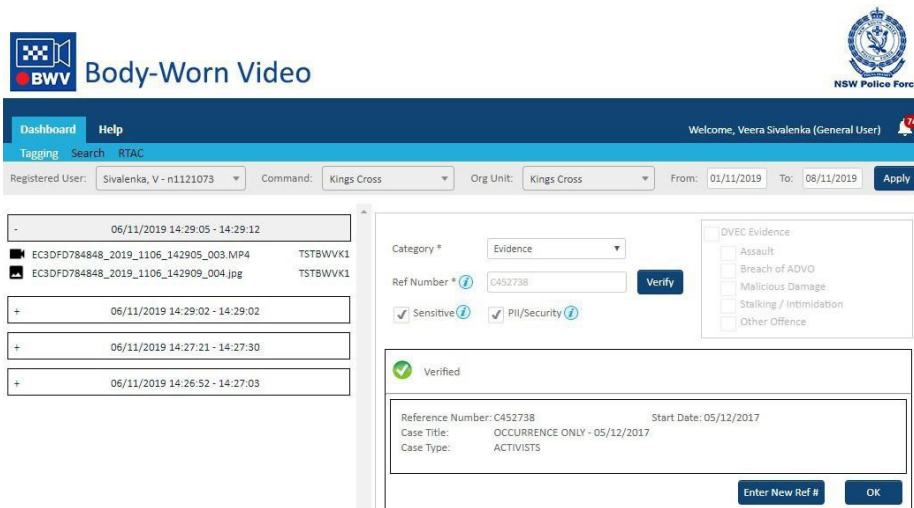 BWV Body-Worn Video
NSW Police Forc
Dashboard Help Welcome, Veera Sivalenka (General User) 74
Tagging Search RTAC
Registered User: Sivalenka, V - n1121073 Command: Kings Cross Org Unit: Kings Cross From: 01/11/2019 To: 08/11/2019 Apply
- 06/11/2019 14:29:05 - 14:29:12
EC3DFD784848_2019_1106_142905_003.MP4 TSTBWVK1
EC3DFD784848_2019_1106_142909_004.jpg TSTBWVK1
+ 06/11/2019 14:29:02 - 14:29:02
+ 06/11/2019 14:27:21 - 14:27:30
+ 06/11/2019 14:26:52 - 14:27:03
Category * Evidence
Ref Number * i C452738 Verify
Sensitive i PII/Security i
DVEC Evidence
Assault
Breach of ADVO
Malicious Damage
Stalking / Intimidation
Other Offence
Verified
Reference Number: C452738 Start Date: 05/12/2017
Case Title: OCCURRENCE ONLY - 05/12/2017
Case Type: ACTIVISTS
Enter New Ref # OK